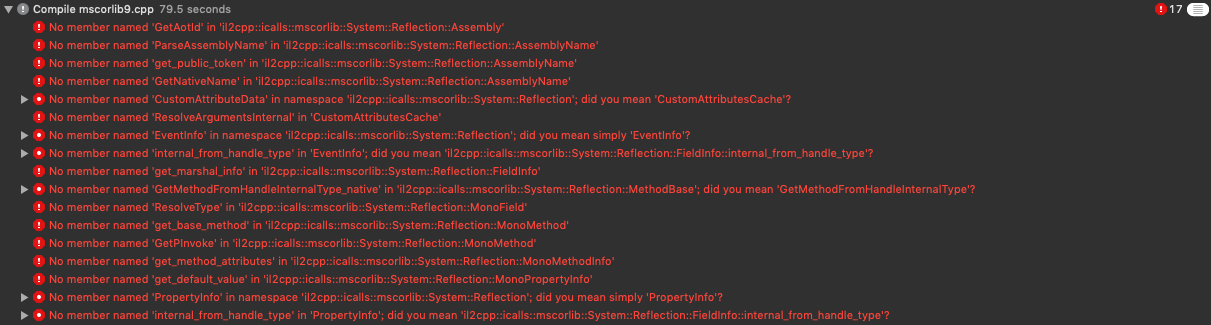 Compile mscorlib9.cpp 79.5 seconds 17
No member named 'GetAotId' in 'il2cpp::icalls::mscorlib::System::Reflection::Assembly'
No member named 'ParseAssemblyName' in 'il2cpp::icalls::mscorlib::System::Reflection::AssemblyName'
No member named 'get_public_token' in 'il2cpp::icalls::mscorlib::System::Reflection::AssemblyName'
No member named 'GetNativeName' in 'il2cpp::icalls::mscorlib::System::Reflection::AssemblyName'
No member named 'CustomAttributeData' in namespace 'il2cpp::icalls::mscorlib::System::Reflection'; did you mean 'CustomAttributesCache'?
No member named 'ResolveArgumentsInternal' in 'CustomAttributesCache'
No member named 'EventInfo' in namespace 'il2cpp::icalls::mscorlib::System::Reflection'; did you mean simply 'EventInfo'?
No member named 'internal_from_handle_type' in 'EventInfo'; did you mean 'il2cpp::icalls::mscorlib::System::Reflection::FieldInfo::internal_from_handle_type'?
No member named 'get_marshal_info' in 'il2cpp::icalls::mscorlib::System::Reflection::FieldInfo'
No member named 'GetMethodFromHandleInternalType_native' in 'il2cpp::icalls::mscorlib::System::Reflection::MethodBase'; did you mean 'GetMethodFromHandleInternalType'?
No member named 'ResolveType' in 'il2cpp::icalls::mscorlib::System::Reflection::MonoField'
No member named 'get_base_method' in 'il2cpp::icalls::mscorlib::System::Reflection::MonoMethod'
No member named 'GetPInvoke' in 'il2cpp::icalls::mscorlib::System::Reflection::MonoMethod'
No member named 'get_method_attributes' in 'il2cpp::icalls::mscorlib::System::Reflection::MonoMethodInfo'
No member named 'get_default_value' in 'il2cpp::icalls::mscorlib::System::Reflection::MonoPropertyInfo'
No member named 'PropertyInfo' in namespace 'il2cpp::icalls::mscorlib::System::Reflection'; did you mean simply 'PropertyInfo'?
No member named 'internal_from_handle_type' in 'PropertyInfo'; did you mean 'il2cpp::icalls::mscorlib::System::Reflection::FieldInfo::internal_from_handle_type'?